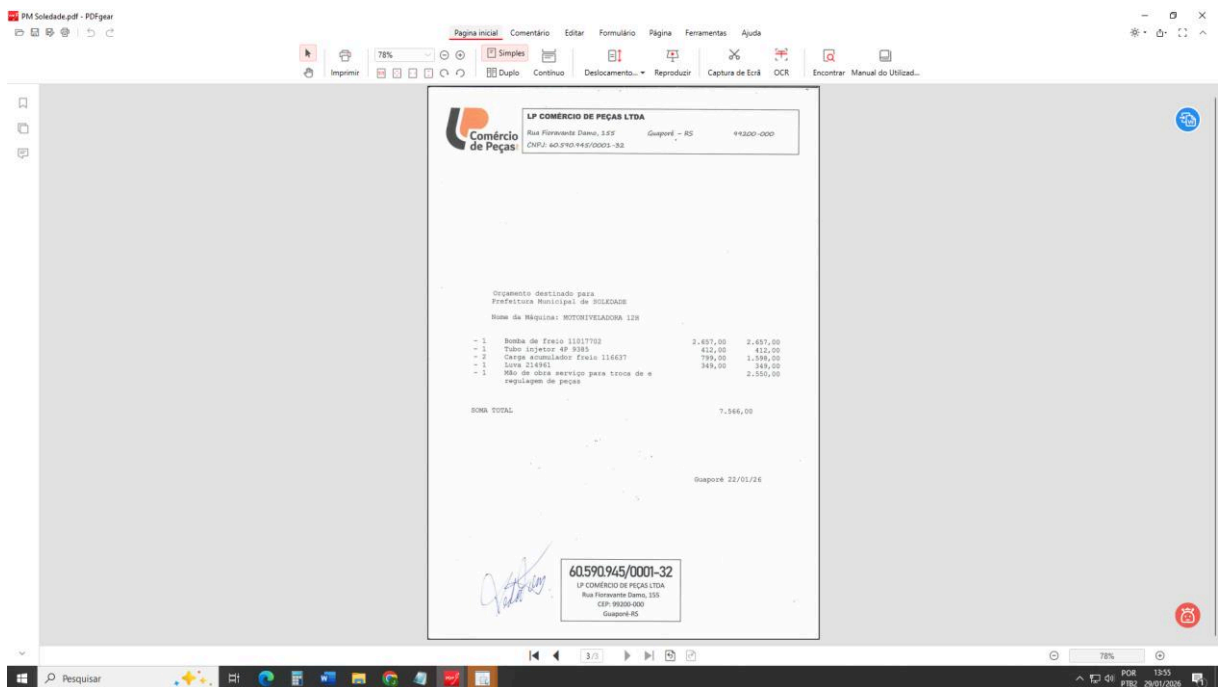 PM Soledade.pdf - PDFgear
Pagina inicial Comentário Editar Formulário Página Ferramentas Ajuda
78% Simples
Imprimir Duplo Contínuo Deslocamento... Reproduzir Captura de Ecrã OCR Encontrar Manual do Utilizad...
Comércio de Peças
LP COMÉRCIO DE PEÇAS LTDA
Rua Fioravante Damo, 155 Guaporé - RS 99200-000
CNPJ: 60.590.945/0001-32
Orçamento destinado para
Prefeitura Municipal de SOLEDADE
Nome da Máquina: MOTONIVELADORA 12H
- 1 Bomba de freio 11017702 2.657,00 2.657,00
- 1 Tubo injetor 4P 9085 412,00 412,00
- 2 Carga acumulador freio 116637 799,00 1.598,00
- 1 Luva 214961 349,00 349,00
- 1 Mão de obra serviço para troca de e 2.550,00
regulagem de peças
SOMA TOTAL 7.566,00
Guaporé 22/01/26
60.590.945/0001-32
LP COMÉRCIO DE PEÇAS LTDA
Rua Fioravante Damo, 155
CEP: 99200-000
Guaporé-RS
3/3
78%
Pesquisar
POR 13:55
PTB2 29/01/2026